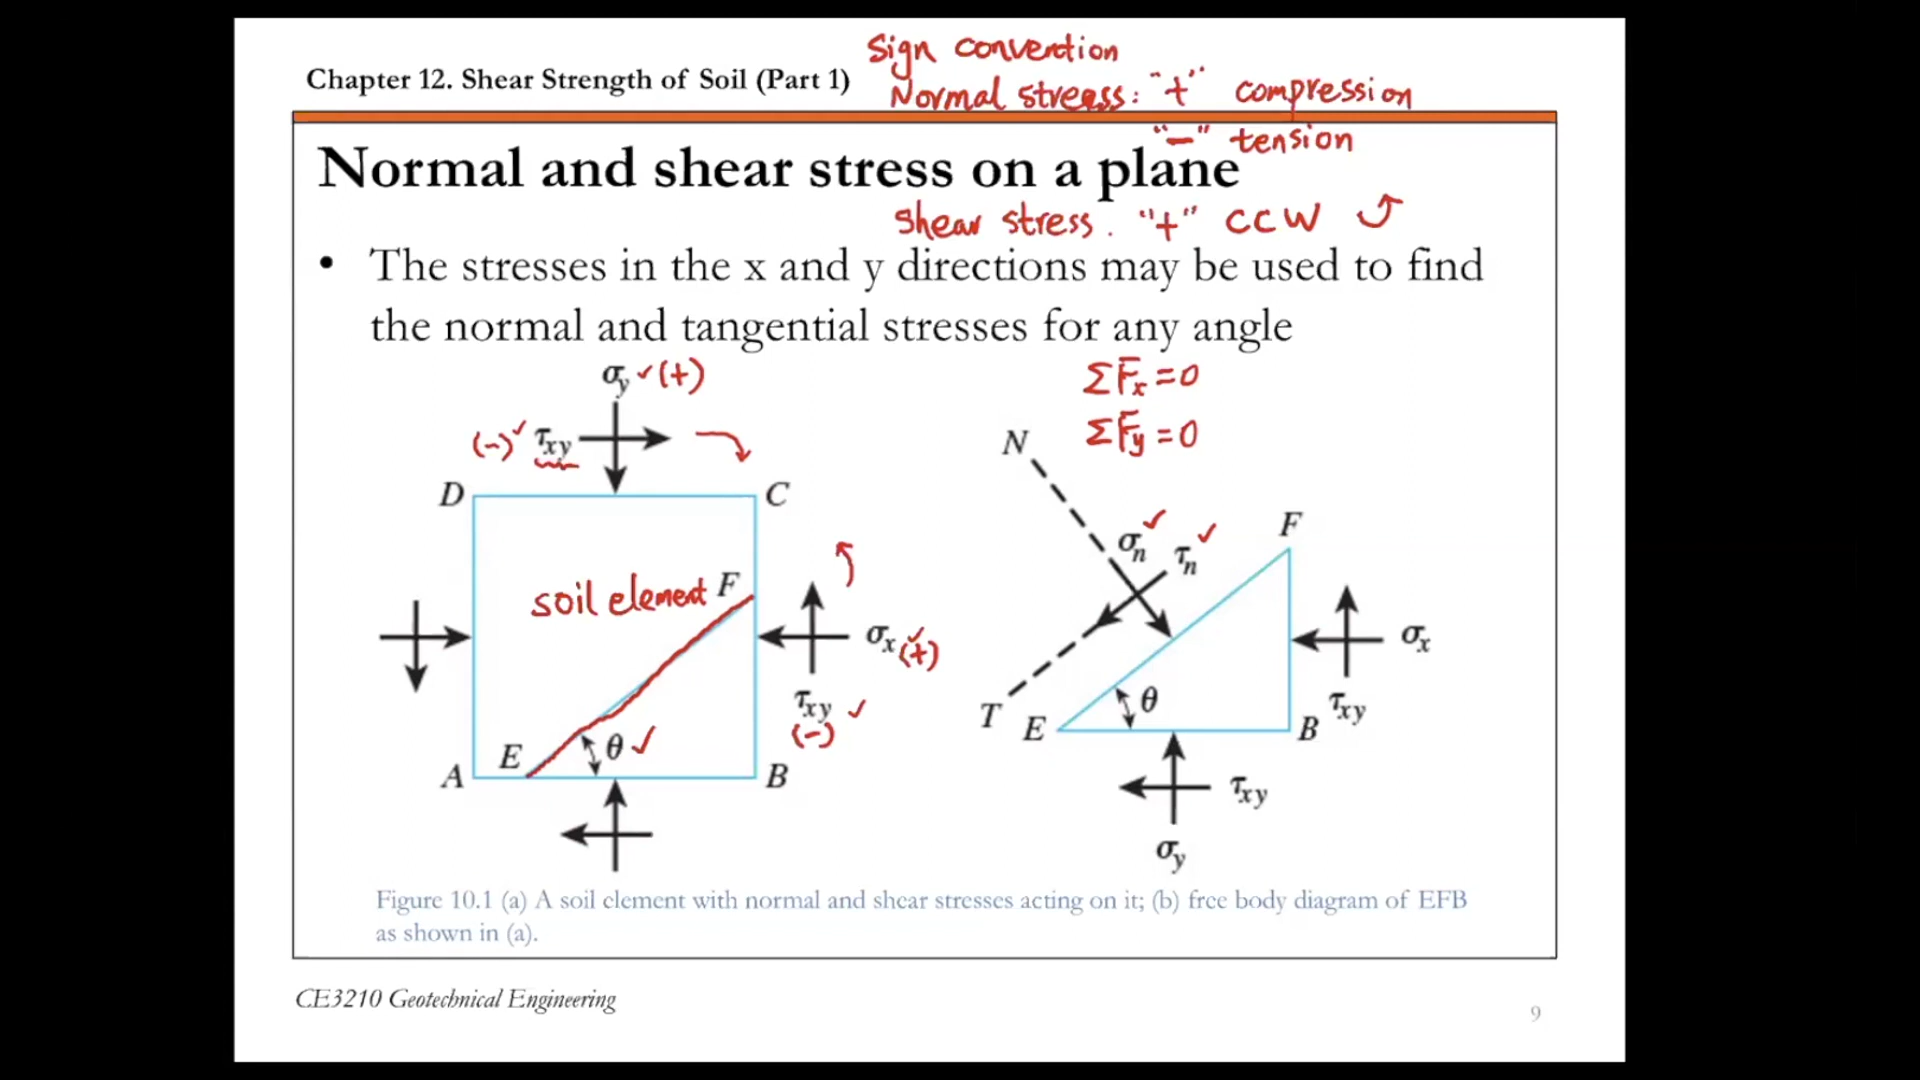 Sign convention
Chapter 12. Shear Strength of Soil (Part 1)
Normal stress: "+" compression
"-" tension
Normal and shear stress on a plane
Shear stress. "+" CCW
• The stresses in the x and y directions may be used to find
the normal and tangential stresses for any angle
σy ✓(+)
ΣFx=0
ΣFy=0
(-)✓ τxy
N
D
C
σn ✓
τn ✓
F
soil element F
σx (+)✓
σx
τxy ✓
(-)
τxy
θ ✓
E
A
B
T
E
θ
B
τxy
σy
Figure 10.1 (a) A soil element with normal and shear stresses acting on it; (b) free body diagram of EFB
as shown in (a).
CE3210 Geotechnical Engineering
9